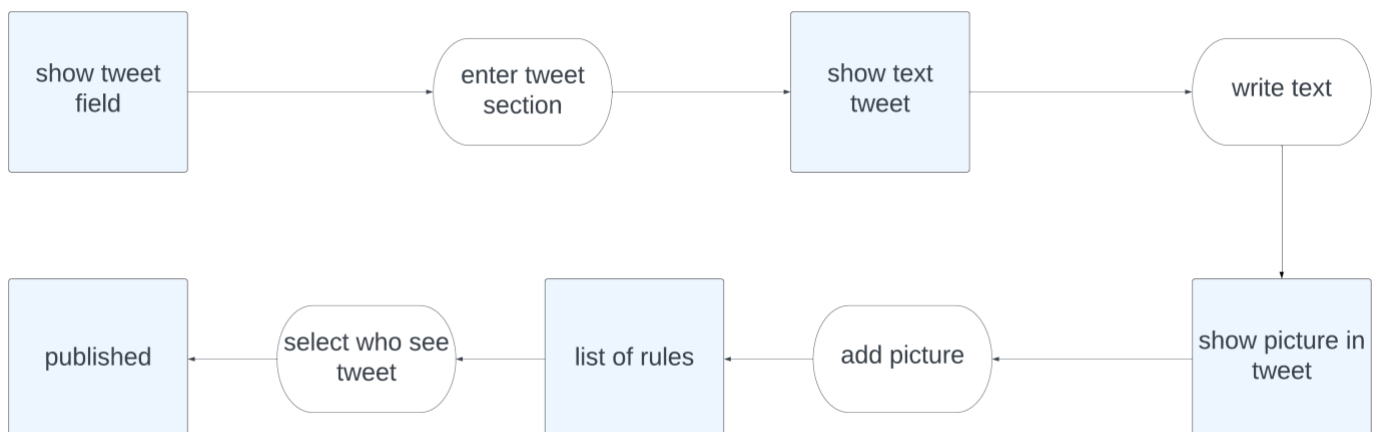 show tweet
field
enter tweet
section
show text
tweet
write text
published
select who see
tweet
list of rules
add picture
show picture in
tweet